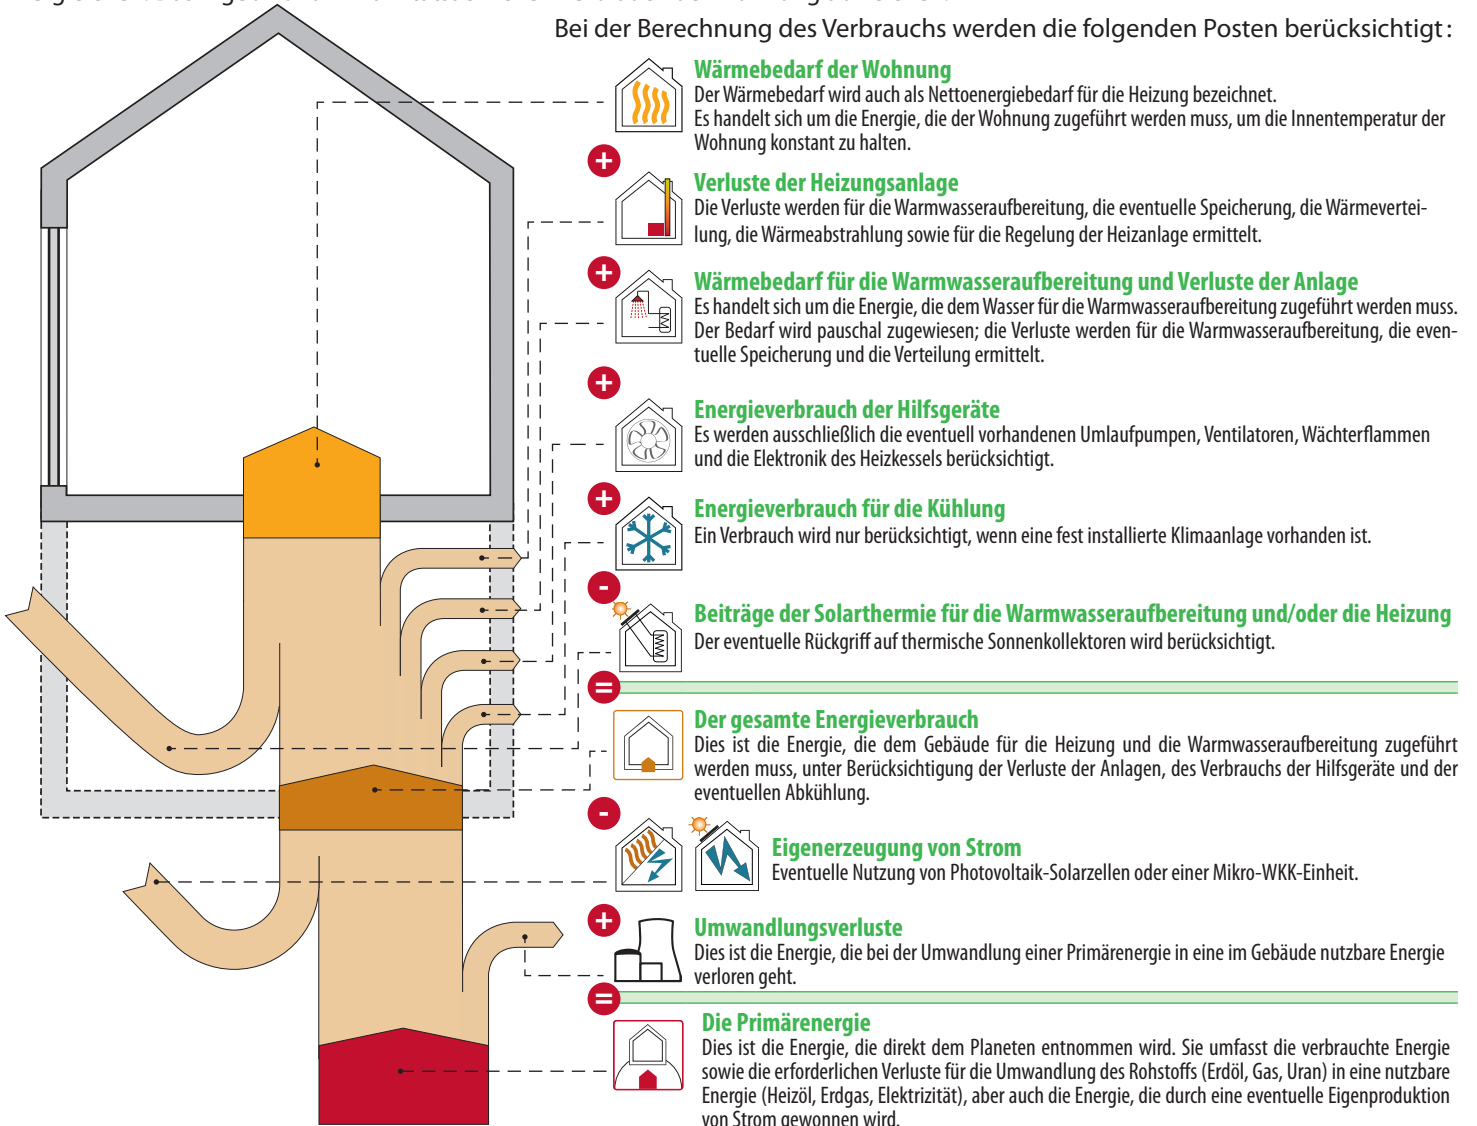 Bei der Berechnung des Verbrauchs werden die folgenden Posten berücksichtigt :
Wärmebedarf der Wohnung
Der Wärmebedarf wird auch als Nettoenergiebedarf für die Heizung bezeichnet.
Es handelt sich um die Energie, die der Wohnung zugeführt werden muss, um die Innentemperatur der
Wohnung konstant zu halten.
+
Verluste der Heizungsanlage
Die Verluste werden für die Warmwasseraufbereitung, die eventuelle Speicherung, die Wärmevertei-
lung, die Wärmeabstrahlung sowie für die Regelung der Heizanlage ermittelt.
+
Wärmebedarf für die Warmwasseraufbereitung und Verluste der Anlage
Es handelt sich um die Energie, die dem Wasser für die Warmwasseraufbereitung zugeführt werden muss.
Der Bedarf wird pauschal zugewiesen; die Verluste werden für die Warmwasseraufbereitung, die even-
tuelle Speicherung und die Verteilung ermittelt.
+
Energieverbrauch der Hilfsgeräte
Es werden ausschließlich die eventuell vorhandenen Umlaufpumpen, Ventilatoren, Wächterflammen
und die Elektronik des Heizkessels berücksichtigt.
+
Energieverbrauch für die Kühlung
Ein Verbrauch wird nur berücksichtigt, wenn eine fest installierte Klimaanlage vorhanden ist.
-
Beiträge der Solarthermie für die Warmwasseraufbereitung und/oder die Heizung
Der eventuelle Rückgriff auf thermische Sonnenkollektoren wird berücksichtigt.
=
Der gesamte Energieverbrauch
Dies ist die Energie, die dem Gebäude für die Heizung und die Warmwasseraufbereitung zugeführt
werden muss, unter Berücksichtigung der Verluste der Anlagen, des Verbrauchs der Hilfsgeräte und der
eventuellen Abkühlung.
-
Eigenerzeugung von Strom
Eventuelle Nutzung von Photovoltaik-Solarzellen oder einer Mikro-WKK-Einheit.
+
Umwandlungsverluste
Dies ist die Energie, die bei der Umwandlung einer Primärenergie in eine im Gebäude nutzbare Energie
verloren geht.
=
Die Primärenergie
Dies ist die Energie, die direkt dem Planeten entnommen wird. Sie umfasst die verbrauchte Energie
sowie die erforderlichen Verluste für die Umwandlung des Rohstoffs (Erdöl, Gas, Uran) in eine nutzbare
Energie (Heizöl, Erdgas, Elektrizität), aber auch die Energie, die durch eine eventuelle Eigenproduktion
von Strom gewonnen wird.